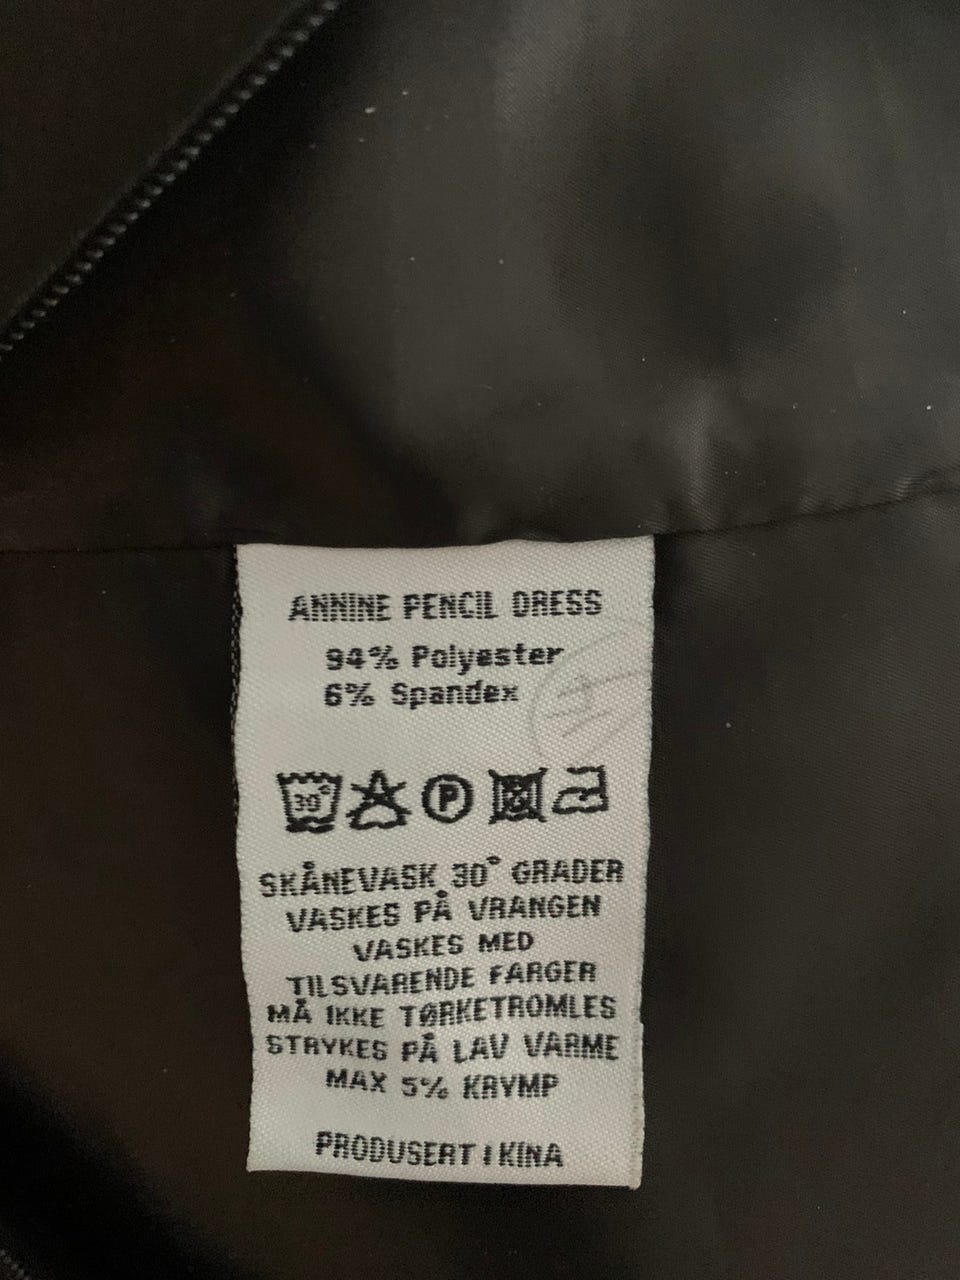 ANNINE PENCIL DRESS
94% Polyester
6% Spandex
30° P
SKÅNEVASK 30° GRADER
VASKES PÅ VRANGEN
VASKES MED
TILSVARENDE FARGER
MÅ IKKE TØRKETROMLES
STRYKES PÅ LAV VARME
MAX 5% KRYMP
PRODUSERT I KINA